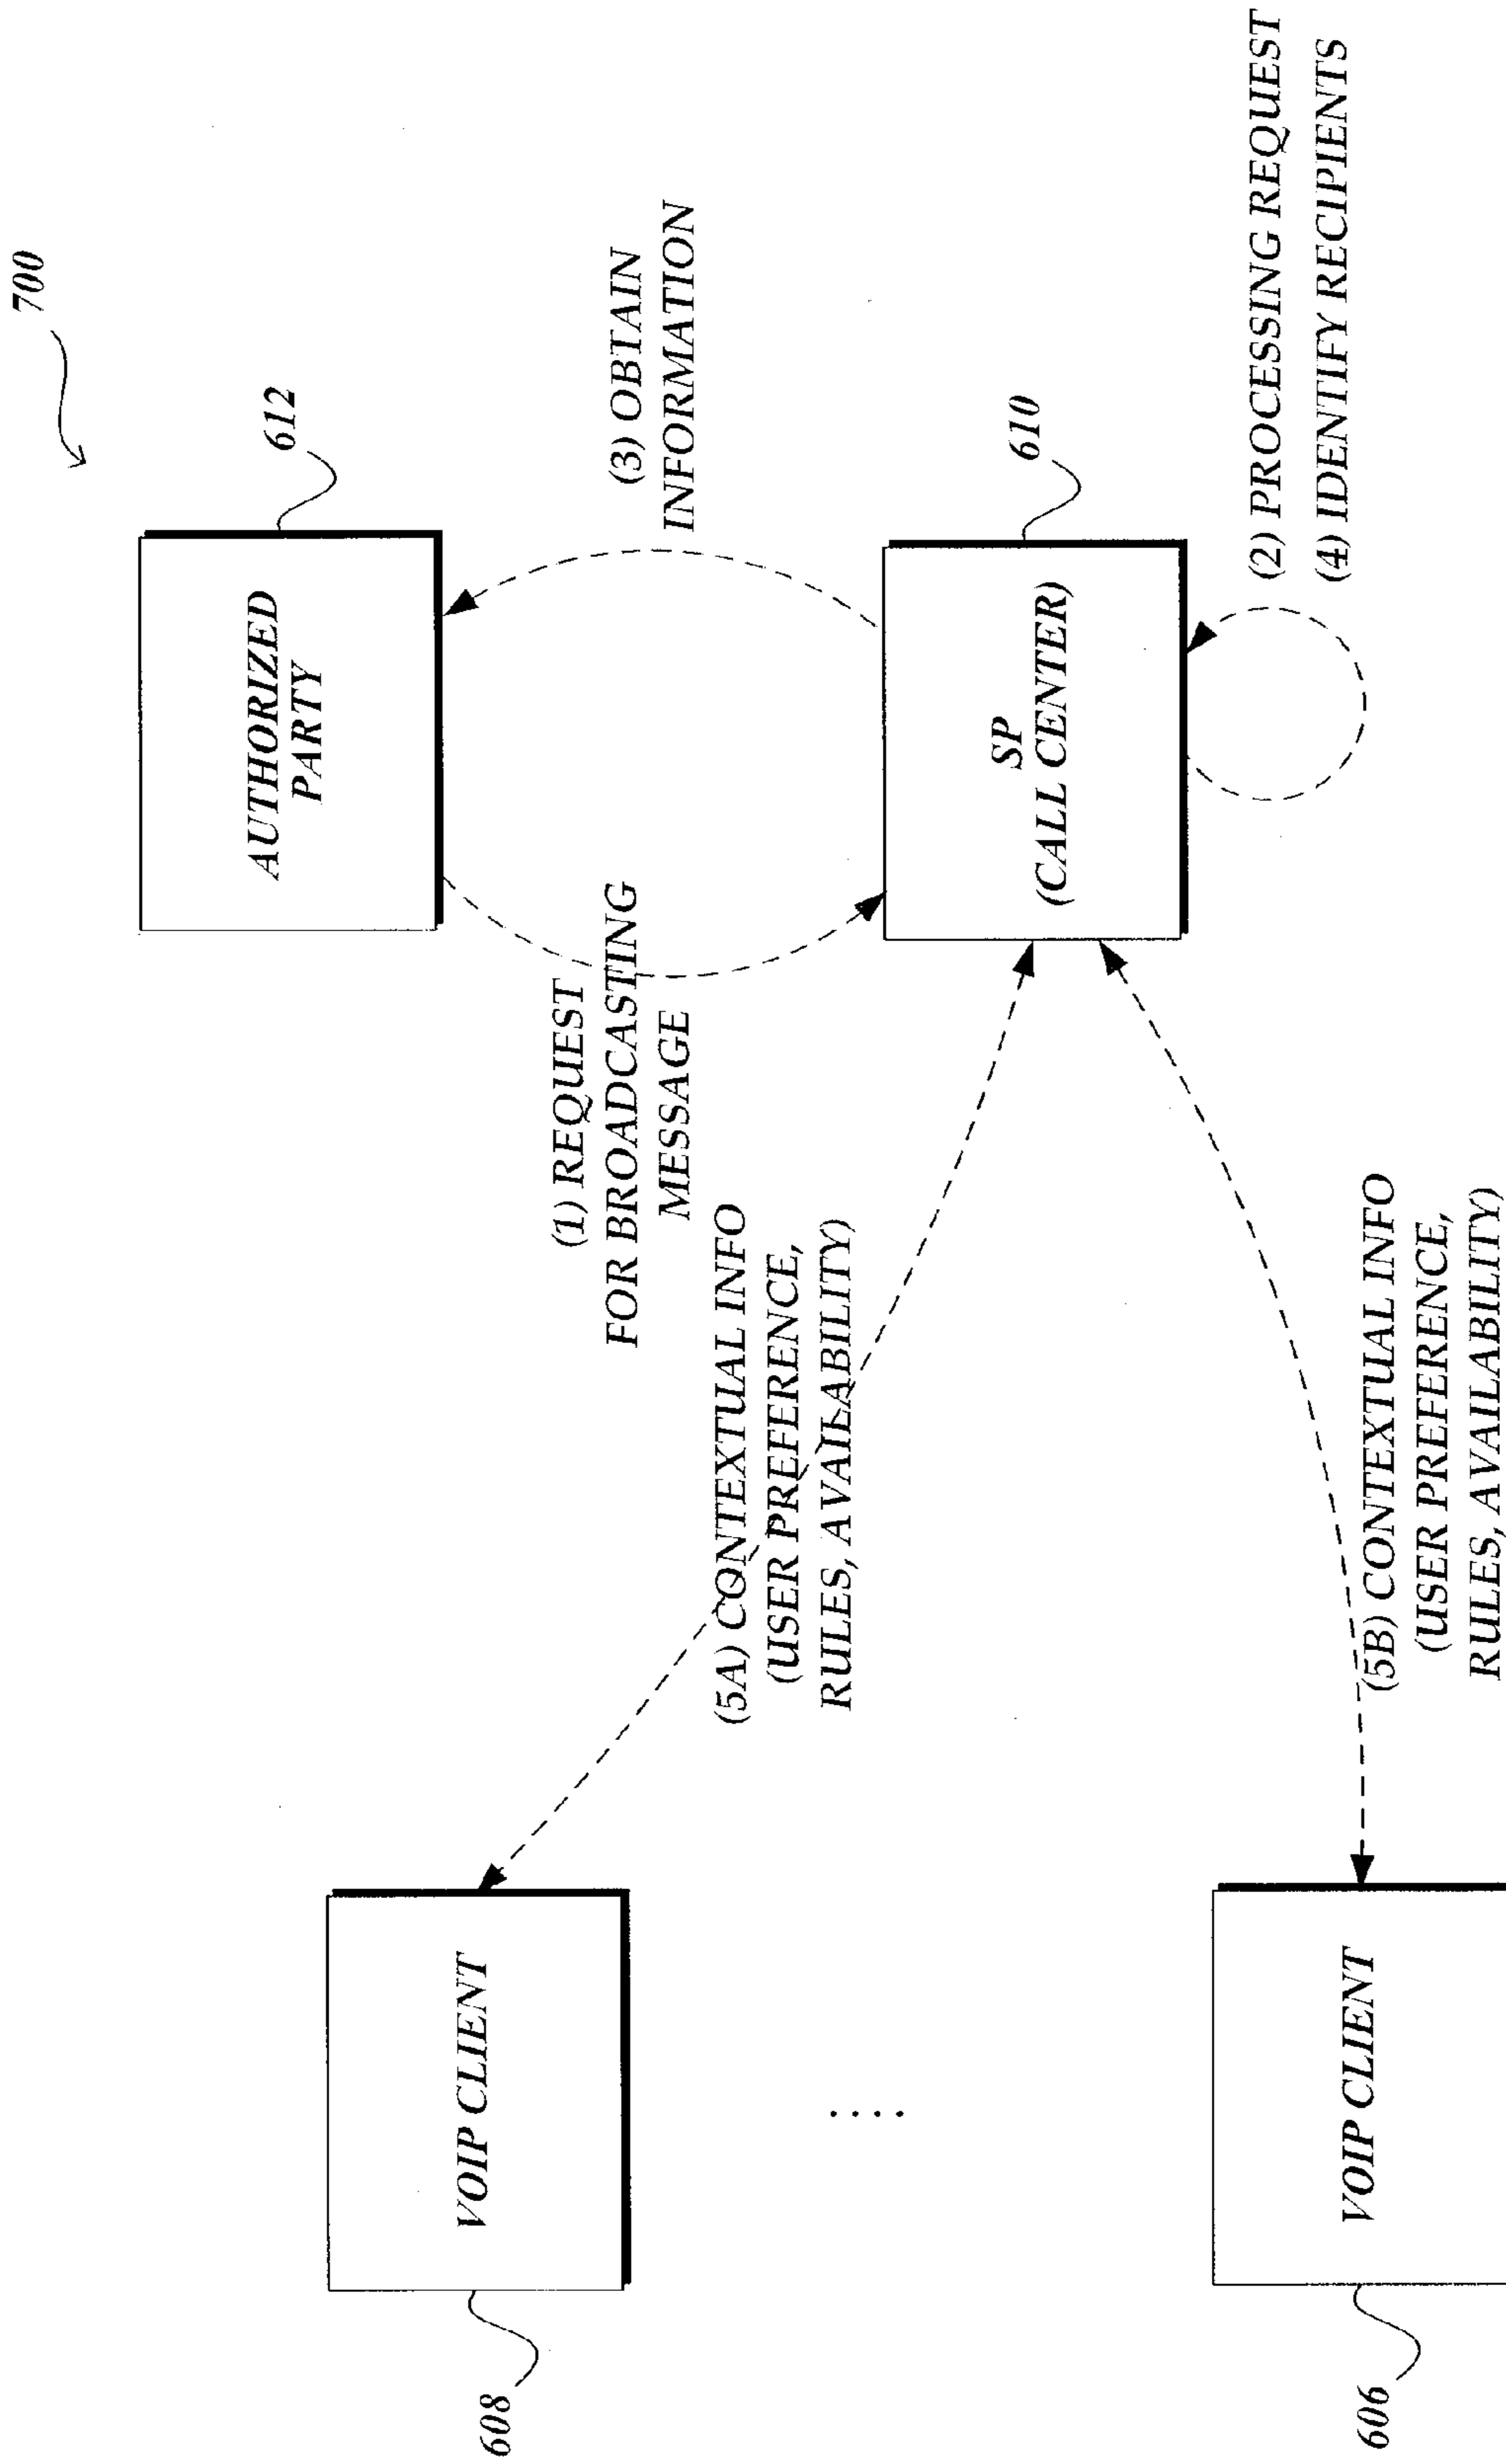 700
608
VOIP CLIENT
(5A) CONTEXTUAL INFO
(USER PREFERENCE,
RULES, AVAILABILITY)
(1) REQUEST
FOR BROADCASTING
MESSAGE
AUTHORIZED
PARTY
612
(3) OBTAIN
INFORMATION
606
VOIP CLIENT
(5B) CONTEXTUAL INFO
(USER PREFERENCE,
RULES, AVAILABILITY)
SP
(CALL CENTER)
610
(2) PROCESSING REQUEST
(4) IDENTIFY RECIPIENTS